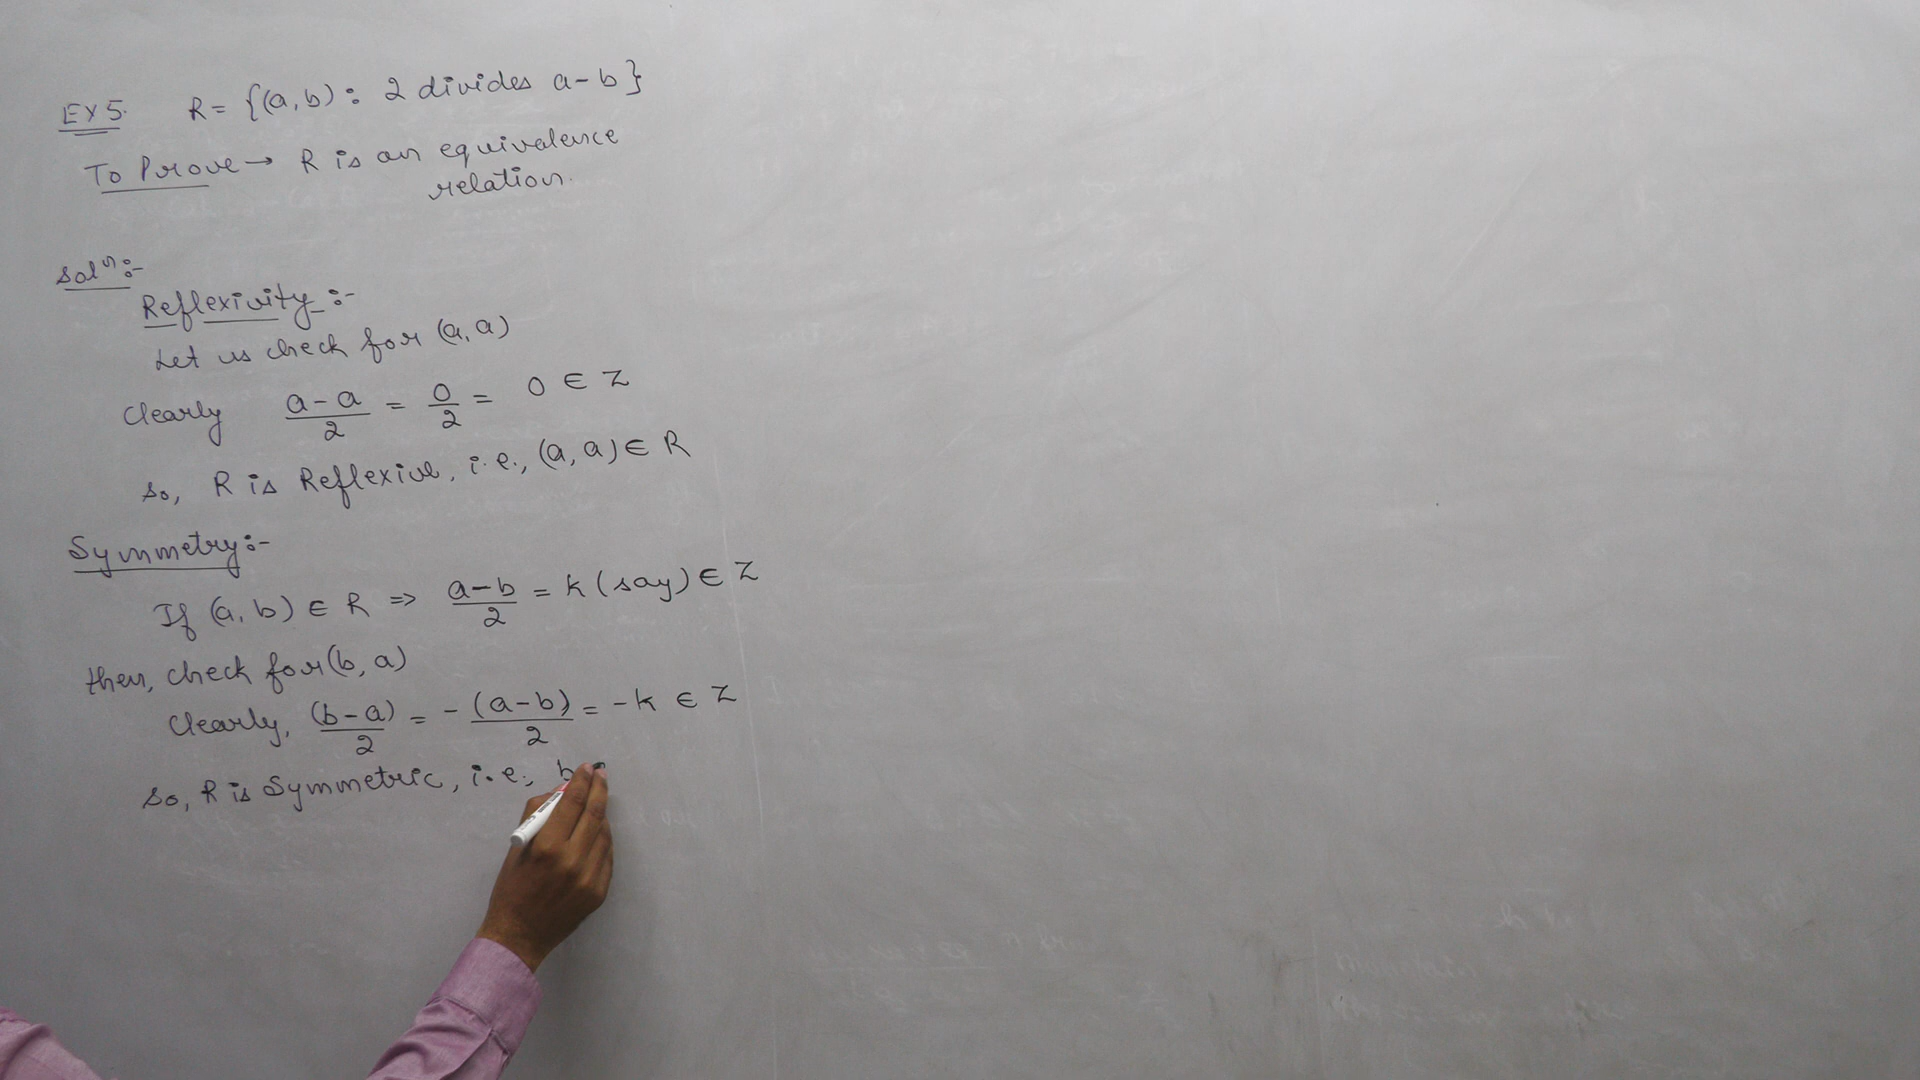 EX 5. R = {(a, b) : 2 divides a - b}
To Prove → R is an equivalence
relation.
Solⁿ :-
Reflexivity :-
Let us check for (a, a)
Clearly (a - a)/2 = 0/2 = 0 ∈ Z
So, R is Reflexive, i.e., (a, a) ∈ R
Symmetry :-
If (a, b) ∈ R ⇒ (a - b)/2 = k (say) ∈ Z
then, check for (b, a)
Clearly, (b - a)/2 = - (a - b)/2 = - k ∈ Z
So, R is Symmetric, i.e., b